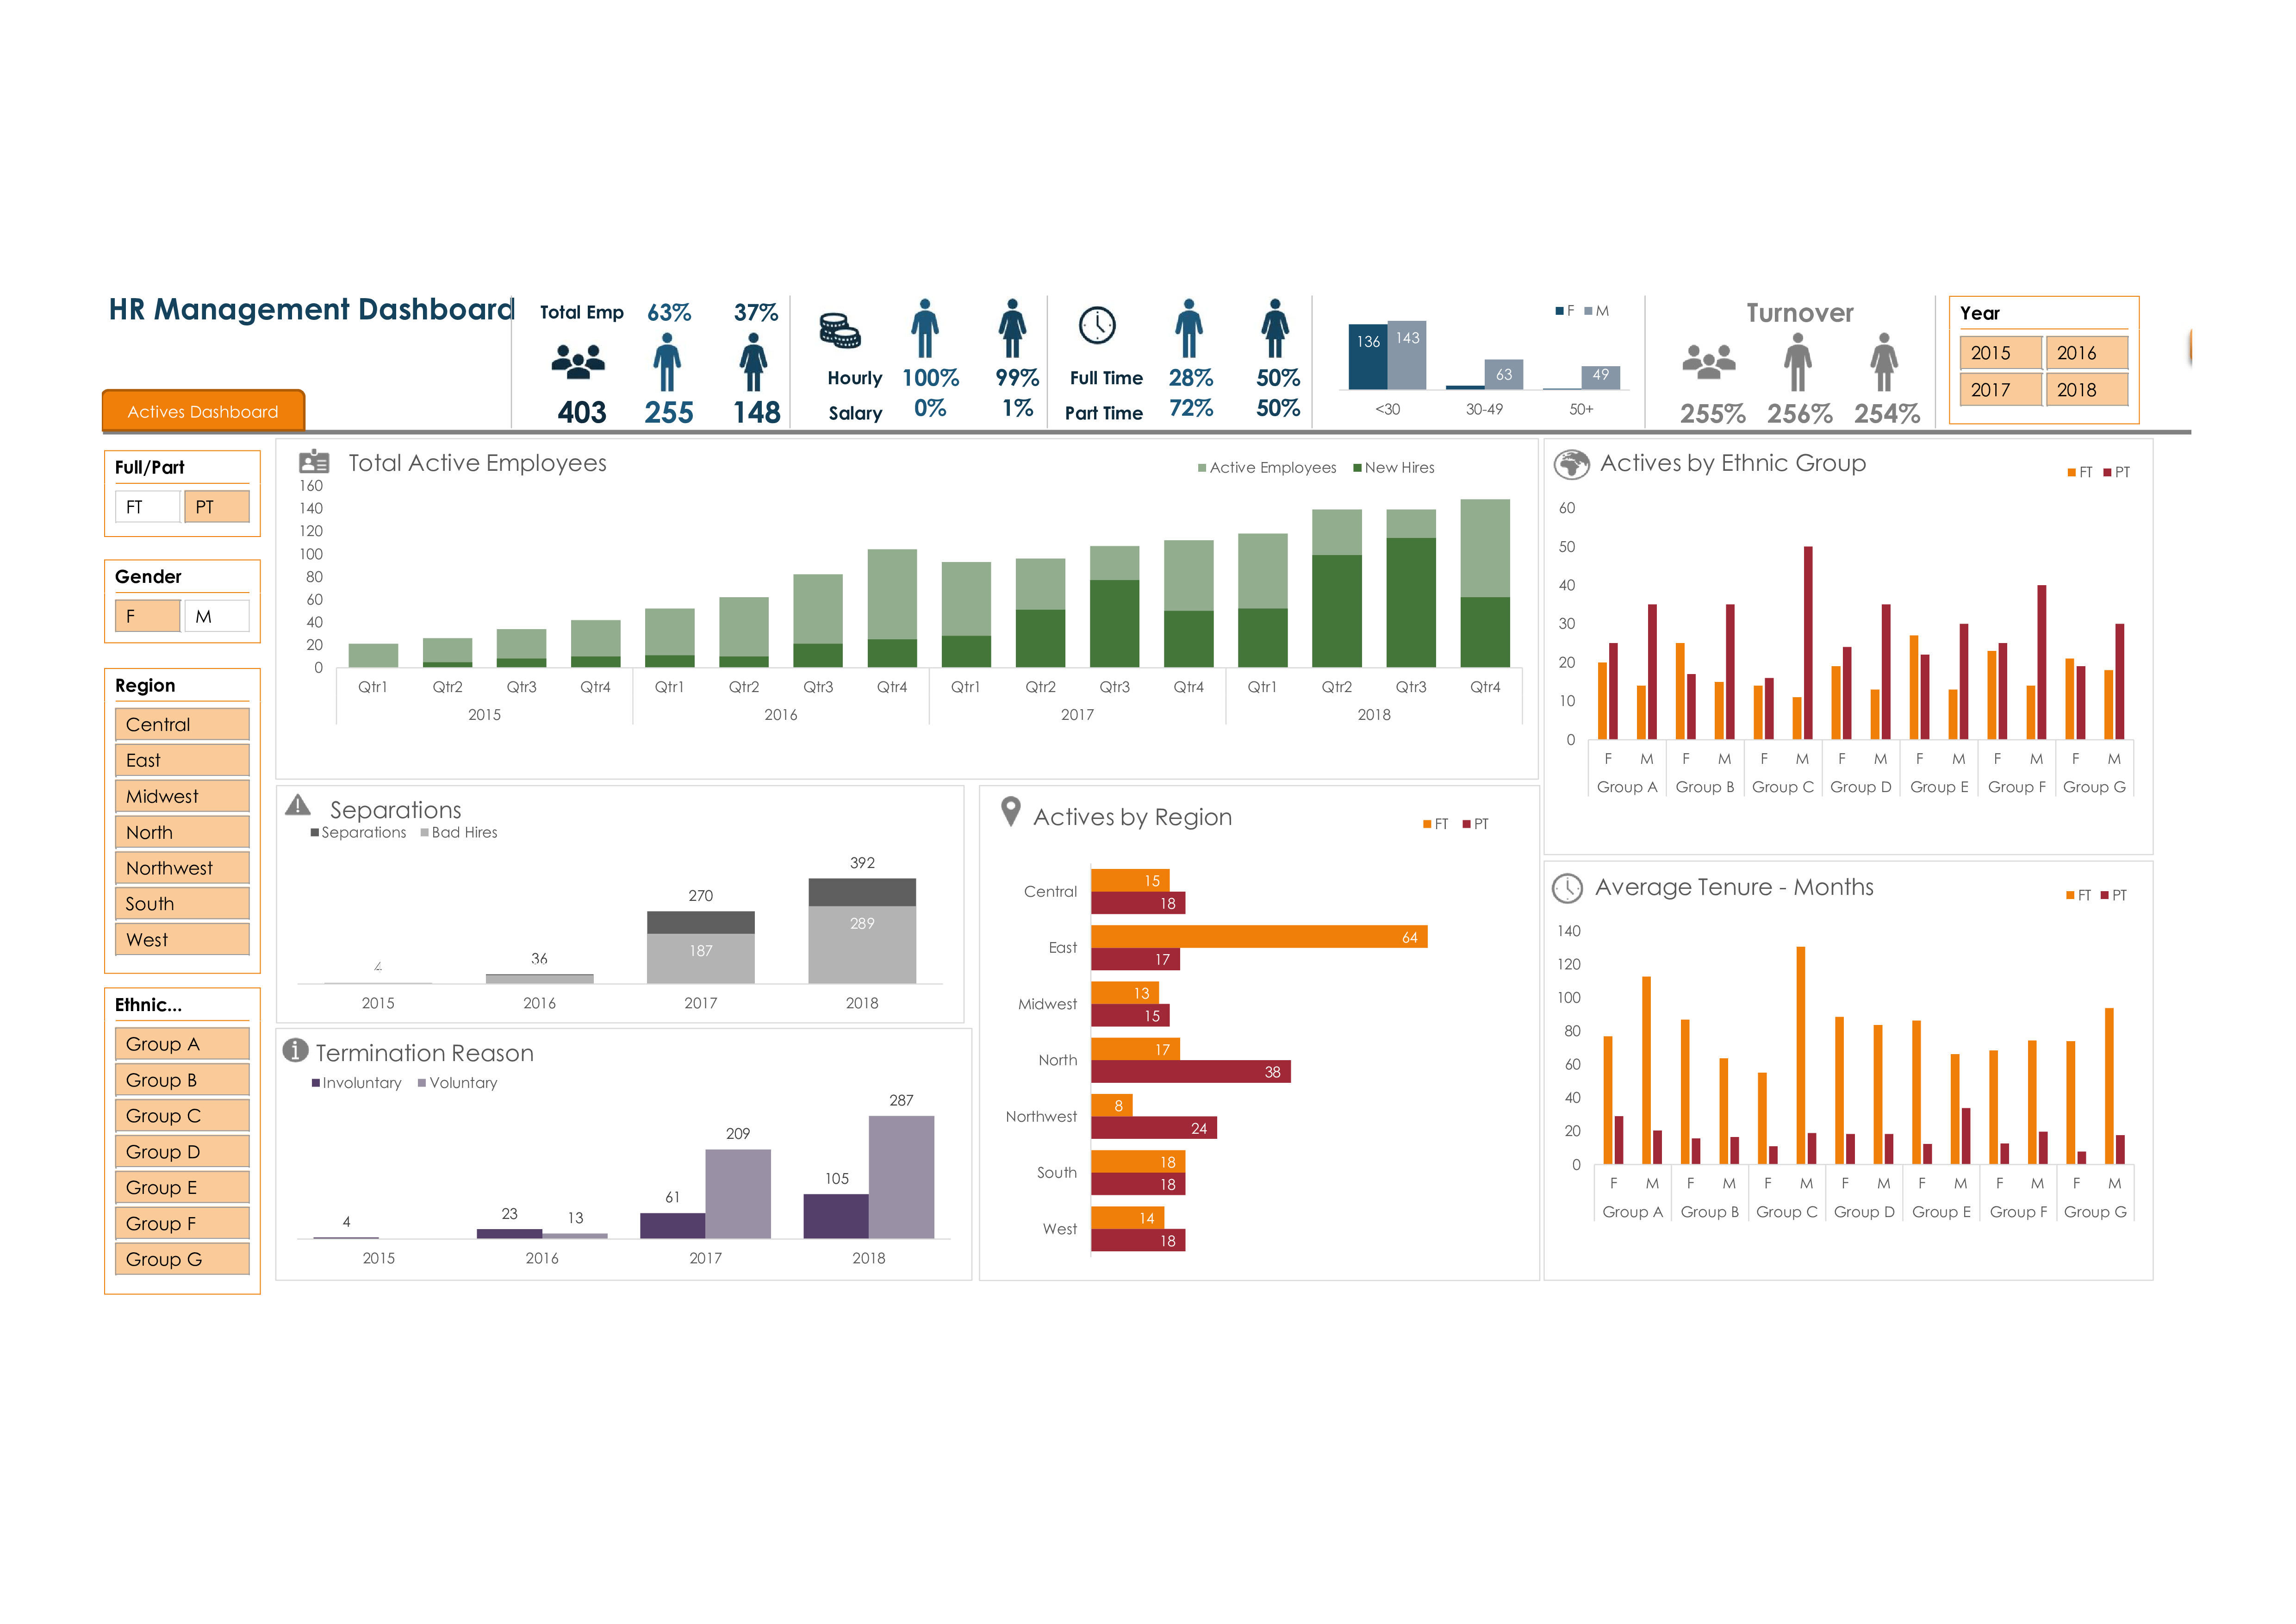 HR Management Dashboard
Actives Dashboard
Total Emp 63% 37%
403 255 148
Hourly 100% 99%
Salary 0% 1%
Full Time 28% 50%
Part Time 72% 50%
F M
136 143 63 49
<30 30-49 50+
Turnover
255% 256% 254%
Year
2015 2016
2017 2018
Full/Part
FT PT
Gender
F M
Region
Central
East
Midwest
North
Northwest
South
West
Ethnic...
Group A
Group B
Group C
Group D
Group E
Group F
Group G
Total Active Employees
Active Employees New Hires
160
140
120
100
80
60
40
20
0
Qtr1 Qtr2 Qtr3 Qtr4 Qtr1 Qtr2 Qtr3 Qtr4 Qtr1 Qtr2 Qtr3 Qtr4 Qtr1 Qtr2 Qtr3 Qtr4
2015 2016 2017 2018
Separations
Separations Bad Hires
392
270
289
187
36
4
2015 2016 2017 2018
Termination Reason
Involuntary Voluntary
287
209
105
61
23 13
4
2015 2016 2017 2018
Actives by Region
FT PT
Central 15
18
East 64
17
Midwest 13
15
North 17
38
Northwest 8
24
South 18
18
West 14
18
Actives by Ethnic Group
FT PT
60
50
40
30
20
10
0
F M F M F M F M F M F M F M
Group A Group B Group C Group D Group E Group F Group G
Average Tenure - Months
FT PT
140
120
100
80
60
40
20
0
F M F M F M F M F M F M F M
Group A Group B Group C Group D Group E Group F Group G